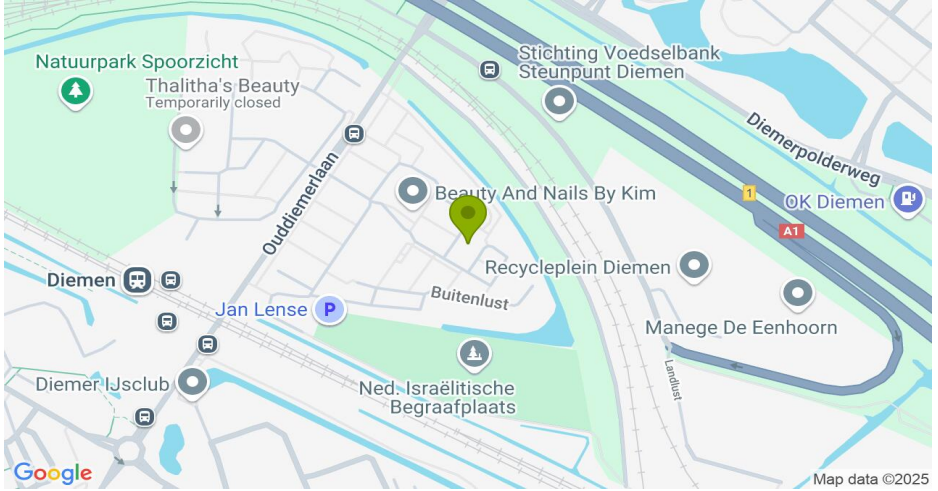 Stichting Voedselbank
Steunpunt Diemen
Natuurpark Spoorzicht
Thalitha's Beauty
Temporarily closed
Diemerpolderweg
Ouddiemerlaan
Beauty And Nails By Kim
1
OK Diemen
A1
Recycleplein Diemen
Diemen
Buitenlust
Jan Lense
P
Manege De Eenhoorn
Ned. Israëlitische
Begraafplaats
Landlust
Diemer IJsclub
Google
Map data ©2025